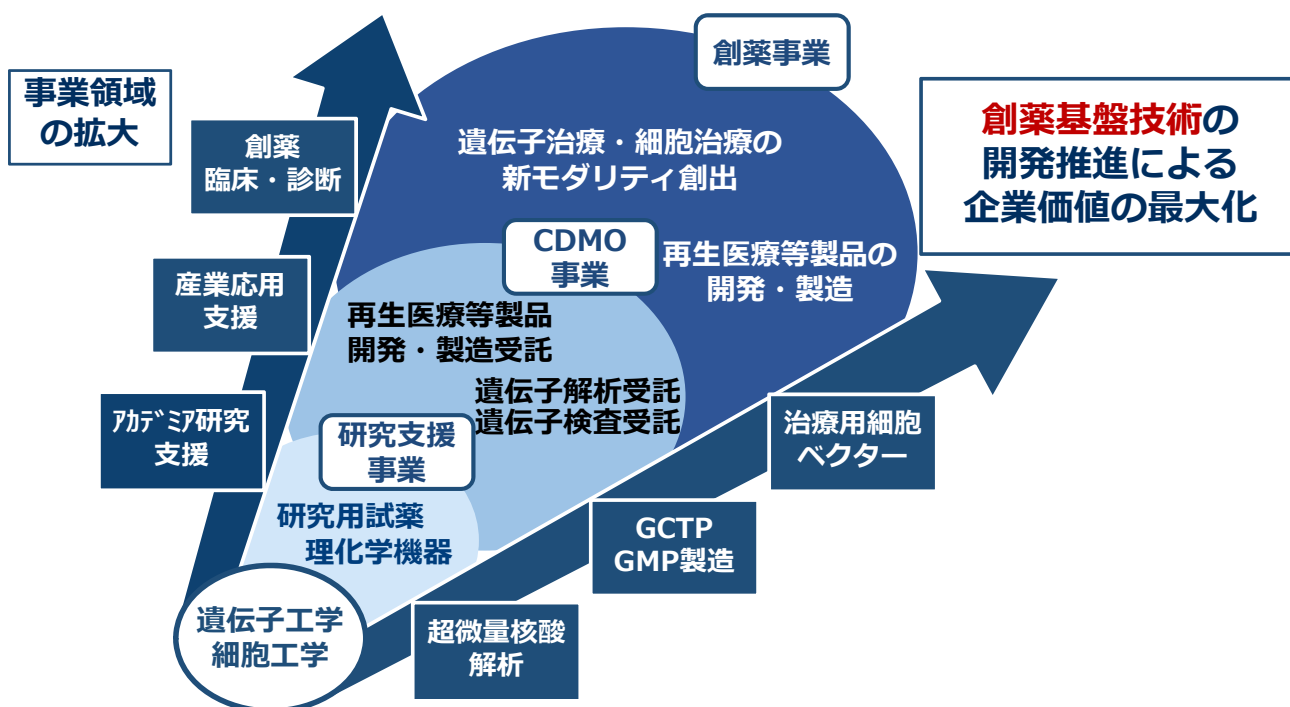 創薬事業
事業領域
の拡大
創薬基盤技術の
開発推進による
企業価値の最大化
創薬
臨床・診断
遺伝子治療・細胞治療の
新モダリティ創出
CDMO
事業
再生医療等製品の
開発・製造
産業応用
支援
再生医療等製品
開発・製造受託
遺伝子解析受託
遺伝子検査受託
ｱｶﾃﾞﾐｱ研究
支援
研究支援
事業
治療用細胞
ベクター
研究用試薬
理化学機器
GCTP
GMP製造
遺伝子工学
細胞工学
超微量核酸
解析